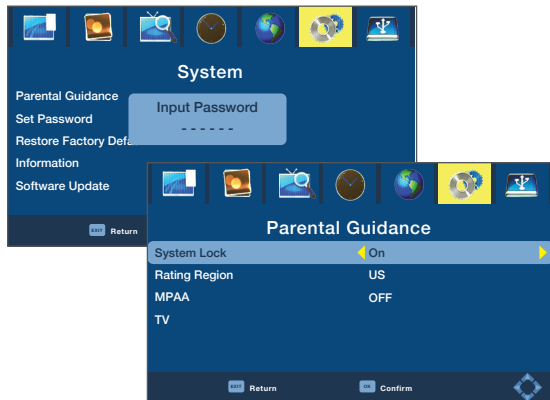 System
Parental Guidance
Set Password
Restore Factory Defa
Information
Software Update
Input Password
- - - - - -
EXIT Return
Parental Guidance
System Lock On
Rating Region US
MPAA OFF
TV
EXIT Return OK Confirm